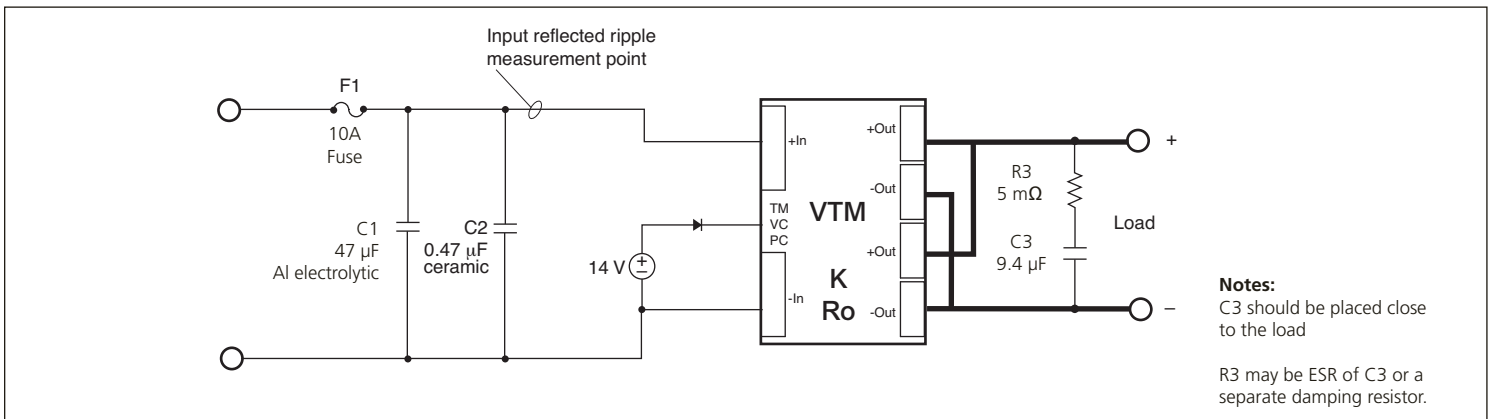 Input reflected ripple
measurement point
F1
10A
Fuse
C1
47 µF
Al electrolytic
C2
0.47 µF
ceramic
14 V
+
−
+In
TM
VC
PC
-In
VTM
K
Ro
+Out
-Out
+Out
-Out
R3
5 mΩ
C3
9.4 µF
+
Load
–
Notes:
C3 should be placed close
to the load
R3 may be ESR of C3 or a
separate damping resistor.